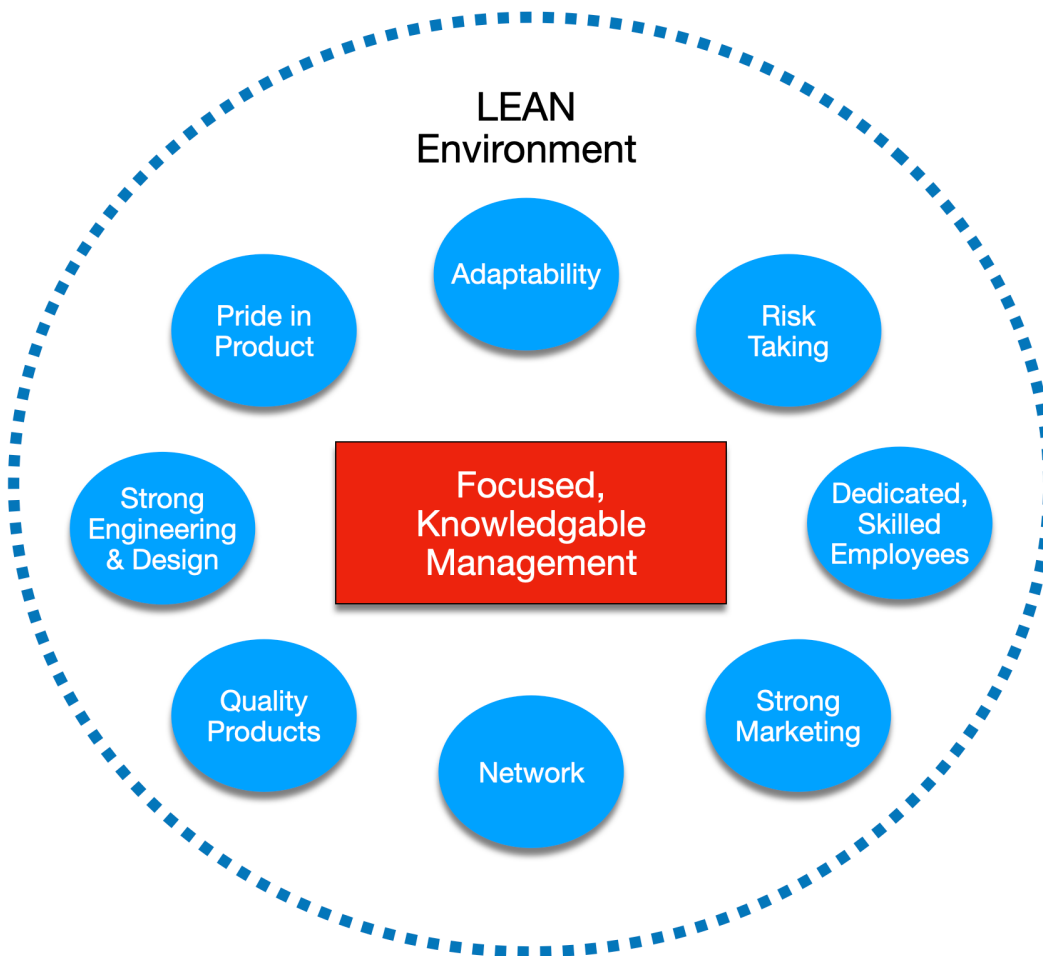 LEAN
Environment
Adaptability
Pride in
Product
Risk
Taking
Strong
Engineering
& Design
Focused,
Knowledgable
Management
Dedicated,
Skilled
Employees
Quality
Products
Network
Strong
Marketing